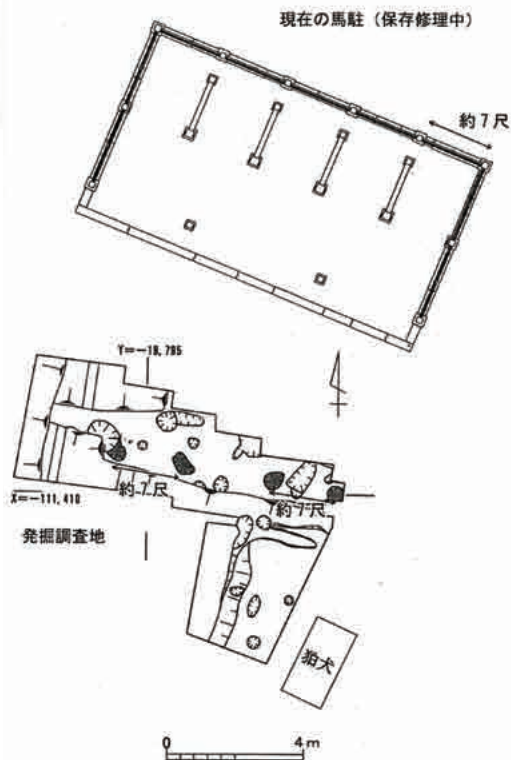 現在の馬駐（保存修理中）
約7尺
Y=-19,795
約7尺
約7尺
X=-111,410
発掘調査地
狛犬
0 4m